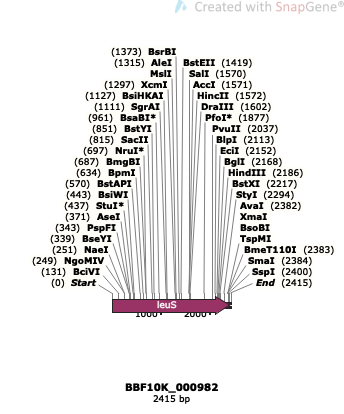 Created with SnapGene®
(1373) BsrBI
(1315) AleI BstEII (1419)
MslI SalI (1570)
(1297) XcmI AccI (1571)
(1127) BsiHKAI HincII (1572)
(1111) SgrAI DraIII (1602)
(961) BsaBI* PfoI* (1877)
(851) BstYI PvuII (2037)
(815) SacII BlpI (2113)
(697) NruI* EciI (2152)
(687) BmgBI BglI (2168)
(634) BpmI HindIII (2186)
(570) BstAPI BstXI (2217)
(443) BsiWI StyI (2294)
(437) StuI* AvaI (2382)
(371) AseI XmaI
(343) PspFI BsoBI
(339) BseYI TspMI
(251) NaeI BmeT110I (2383)
(249) NgoMIV SmaI (2384)
(131) BciVI SspI (2400)
(0) Start End (2415)
leuS
1000 2000
BBF10K_000982
2415 bp